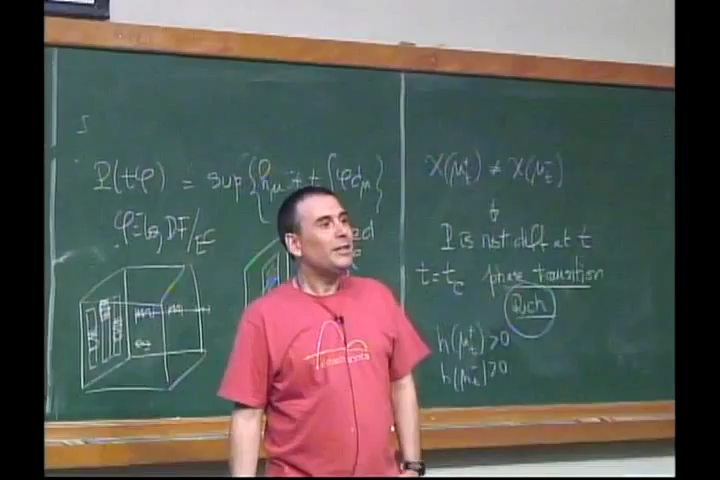 P(tφ) = sup{h_μ + t ∫φdμ}
φ = log DF/E^c
χ(μ_t^+) ≠ χ(μ_t^-)
↓
P is not diff at t
t = t_c phase transition
Rich
h(μ_t^+) > 0
h(μ_t^-) > 0